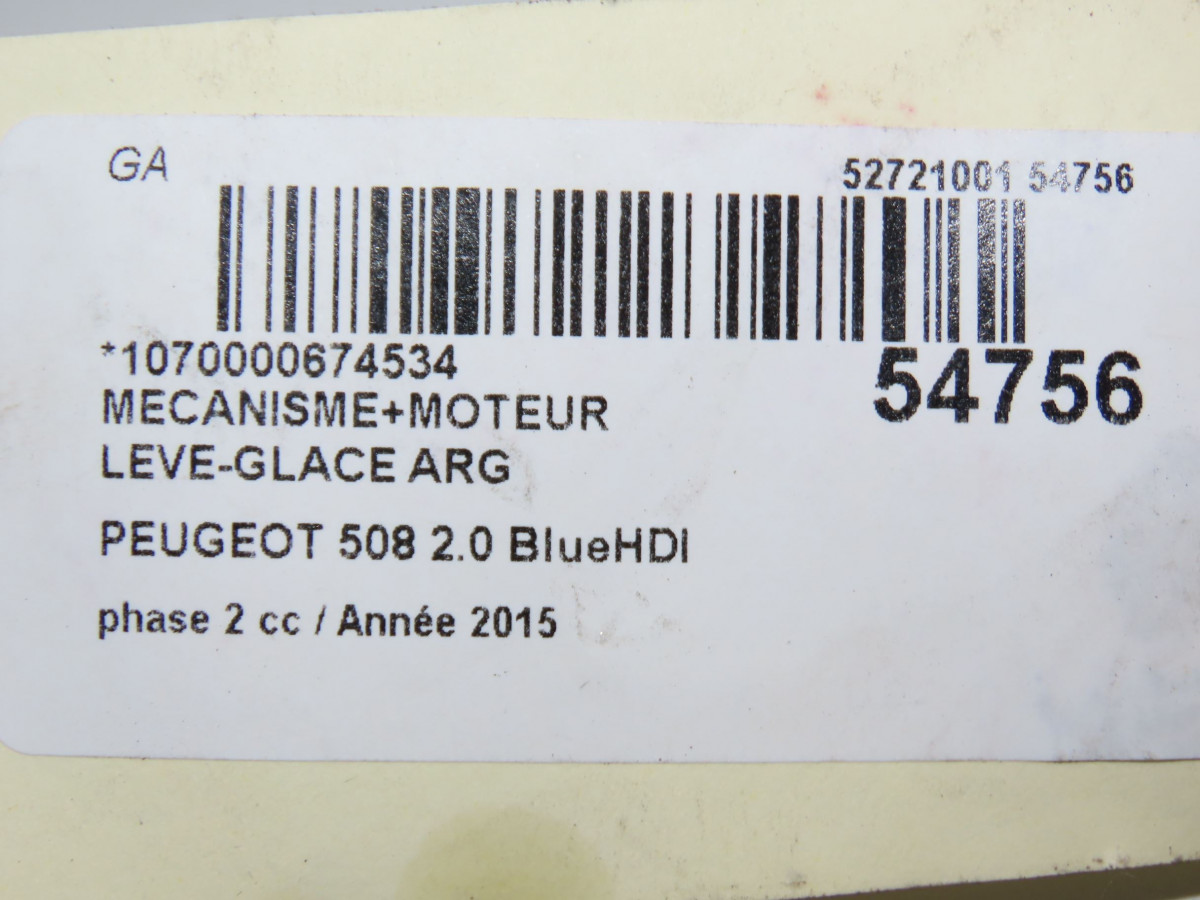 GA
52721001 54756
*1070000674534
54756
MECANISME+MOTEUR
LEVE-GLACE ARG
PEUGEOT 508 2.0 BlueHDI
phase 2 cc / Année 2015